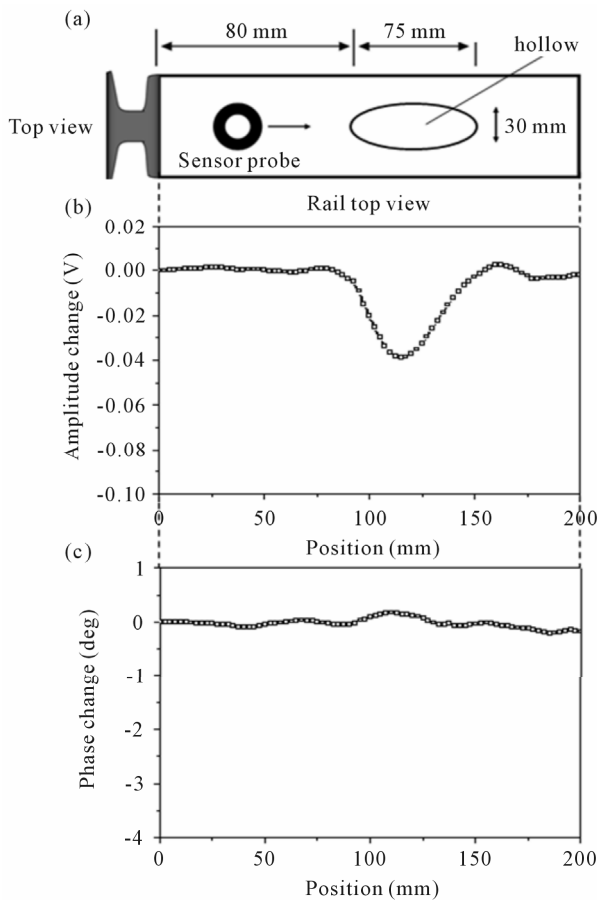 (a)
80 mm
75 mm
hollow
Top view
30 mm
Sensor probe
Rail top view
(b)
0.02
0.00
-0.02
-0.04
-0.06
-0.08
-0.10
Amplitude change (V)
0
50
100
150
200
Position (mm)
(c)
1
0
-1
-2
-3
-4
Phase change (deg)
0
50
100
150
200
Position (mm)